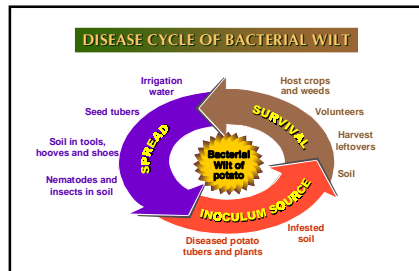 DISEASE CYCLE OF BACTERIAL WILT
Irrigation
water
Seed tubers
Soil in tools,
hooves and shoes
Nematodes and
insects in soil
SPREAD
Host crops
and weeds
Volunteers
Harvest
leftovers
Soil
SURVIVAL
Bacterial
Wilt of
potato
INOCULUM SOURCE
Diseased potato
tubers and plants
Infested
soil